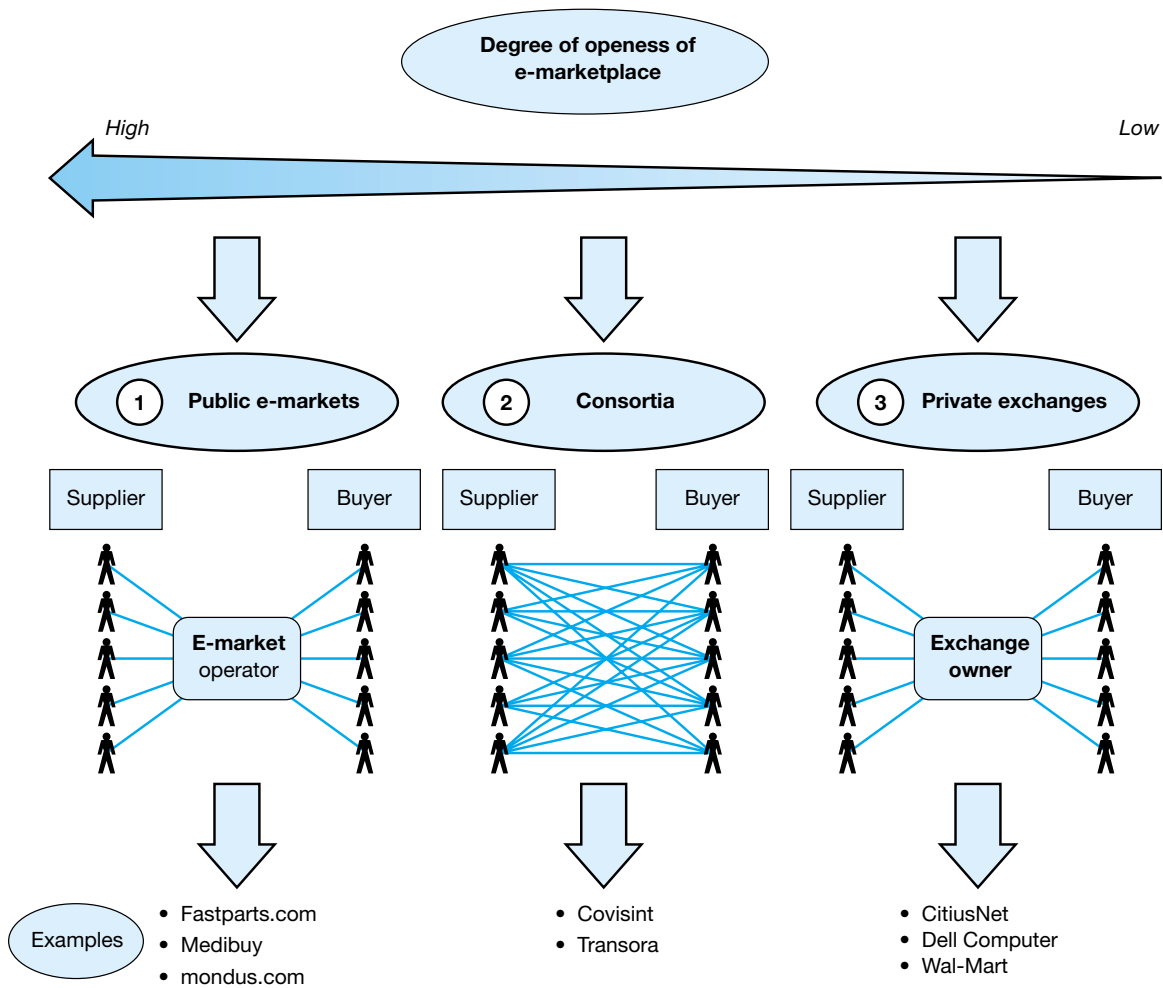 Degree of openess of
e-marketplace
High
Low
1 Public e-markets
2 Consortia
3 Private exchanges
Supplier
Buyer
Supplier
Buyer
Supplier
Buyer
E-market
operator
Exchange
owner
Examples
• Fastparts.com
• Medibuy
• mondus.com
• Covisint
• Transora
• CitiusNet
• Dell Computer
• Wal-Mart